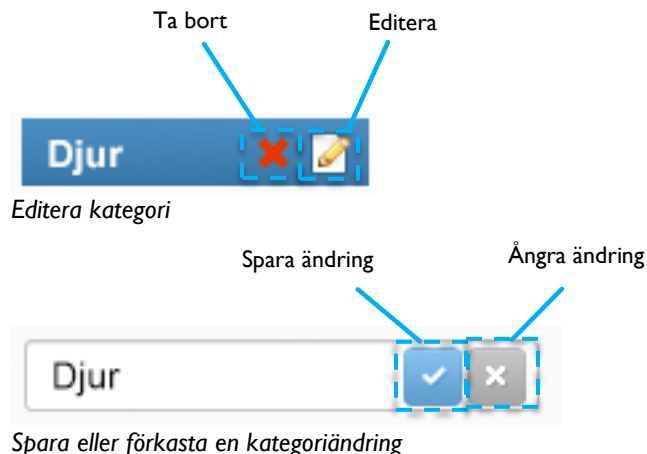 Ta bort
Editera
Djur
Editera kategori
Spara ändring
Ångra ändring
Djur
Spara eller förkasta en kategoriändring